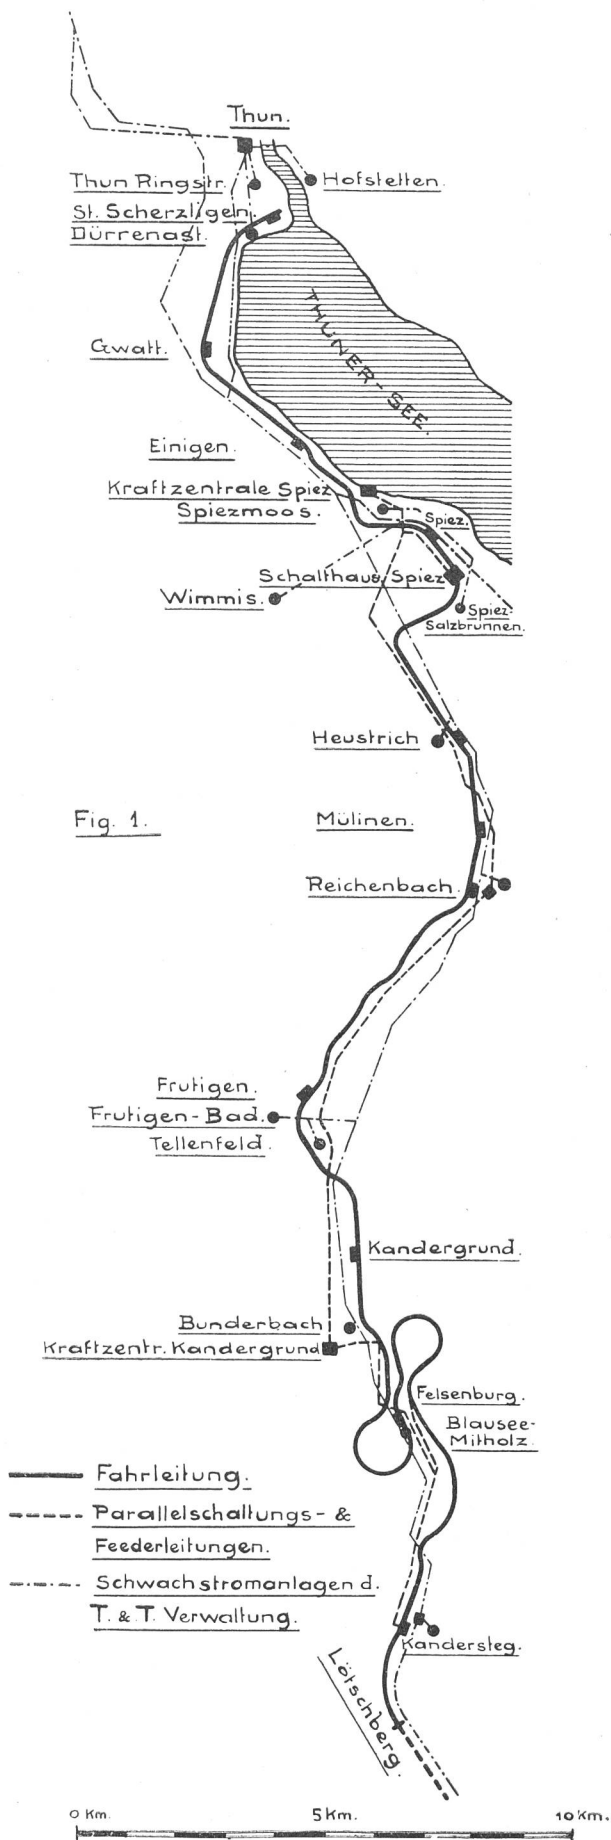 Thun.
Thun Ringstr.
Hofstetten.
St. Scherzligen.
Dürrenast.
THUNER-SEE.
Gwatt.
Einigen.
Kraftzentrale Spiez
Spiezmoos.
Spiez.
Schalthaus Spiez
Wimmis.
Spiez-
Salzbrunnen.
Heustrich
Fig. 1.
Mülinen.
Reichenbach.
Frutigen.
Frutigen-Bad.
Tellenfeld.
Kandergrund.
Bunderbach
Kraftzentr. Kandergrund
Felsenburg.
Blausee-
Mitholz.
Fahrleitung.
Parallelschaltungs- &
Feederleitungen.
Schwachstromanlagen d.
T. & T. Verwaltung.
Kandersteg.
Lötschberg.
0 Km. 5 Km. 10 Km.